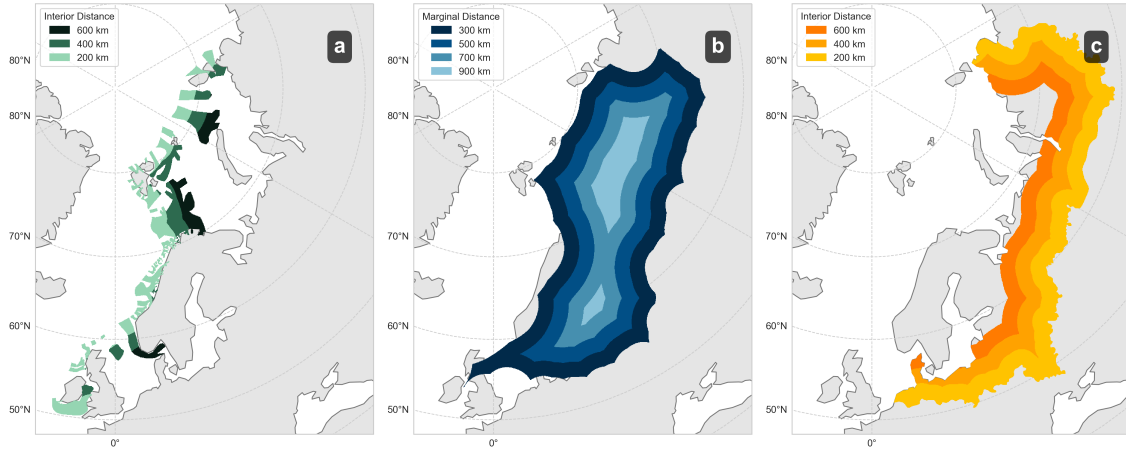 Interior Distance
600 km
400 km
200 km
a
80°N
80°N
70°N
60°N
50°N
0°
Marginal Distance
300 km
500 km
700 km
900 km
b
80°N
80°N
70°N
60°N
50°N
0°
Interior Distance
600 km
400 km
200 km
c
80°N
80°N
70°N
60°N
50°N
0°